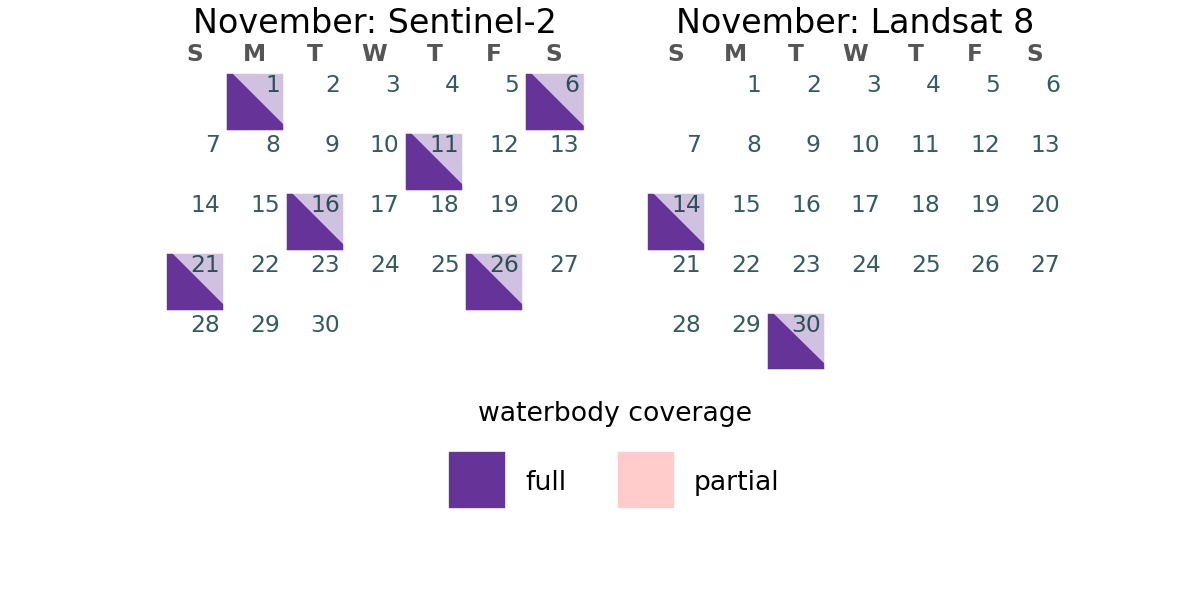 November: Sentinel-2
S M T W T F S
1 2 3 4 5 6
7 8 9 10 11 12 13
14 15 16 17 18 19 20
21 22 23 24 25 26 27
28 29 30
November: Landsat 8
S M T W T F S
1 2 3 4 5 6
7 8 9 10 11 12 13
14 15 16 17 18 19 20
21 22 23 24 25 26 27
28 29 30
waterbody coverage
full partial